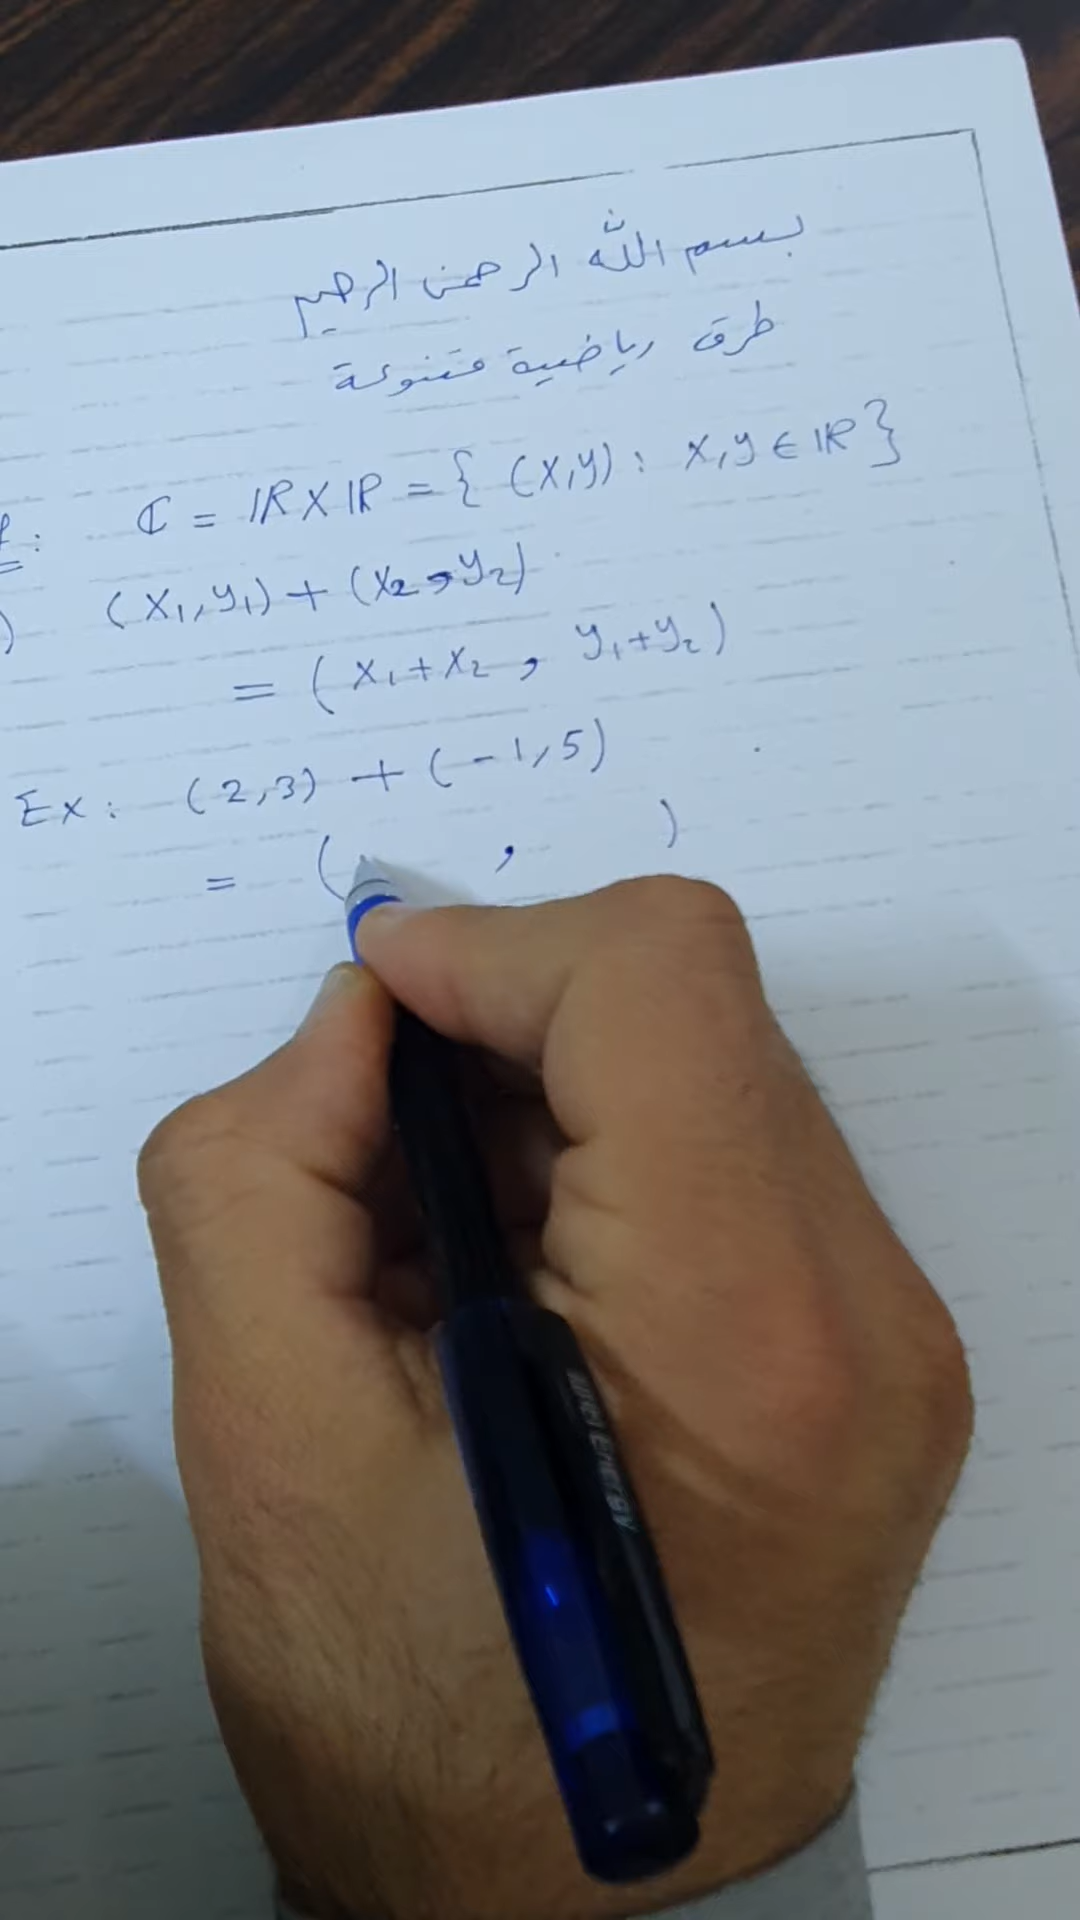 بسم الله الرحمن الرحيم
طرق رياضية متنوعة
ℂ = ℝ × ℝ = { (x,y) : x,y ∈ ℝ }
(x₁,y₁) + (x₂,y₂)
= (x₁+x₂ , y₁+y₂)
Ex: (2,3) + (-1,5)
= ( , )